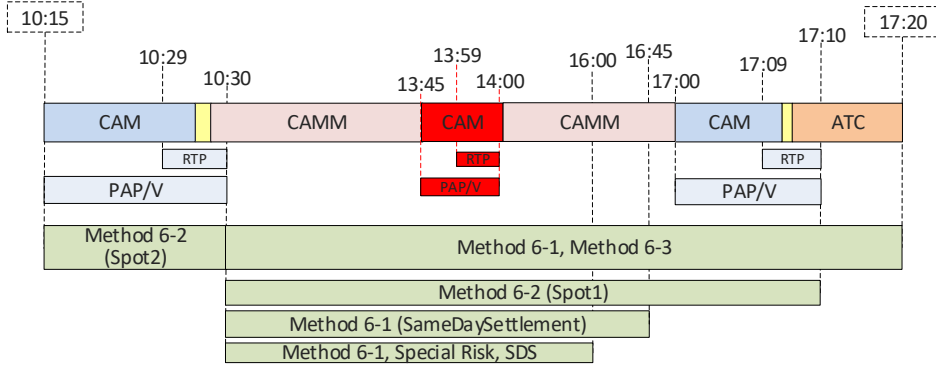 10:15
17:20
10:29
13:59
16:00
16:45
17:10
10:30
13:45
14:00
17:00
17:09
CAM
CAMM
CAM
CAMM
CAM
ATC
RTP
RTP
RTP
PAP/V
PAP/V
PAP/V
Method 6-2
(Spot2)
Method 6-1, Method 6-3
Method 6-2 (Spot1)
Method 6-1 (SameDaySettlement)
Method 6-1, Special Risk, SDS